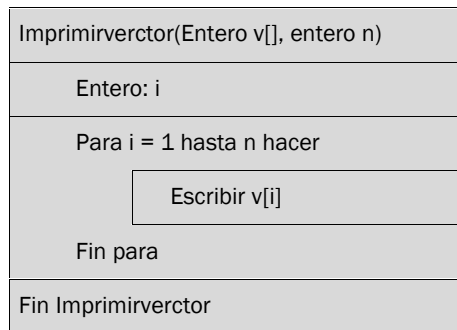 Imprimirverctor(Entero v[], entero n)
Entero: i
Para i = 1 hasta n hacer
Escribir v[i]
Fin para
Fin Imprimirverctor